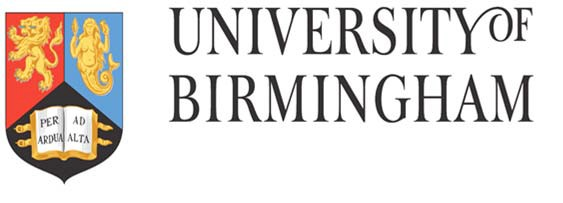 UNIVERSITY OF
BIRMINGHAM
PER AD
ARDUA ALTA